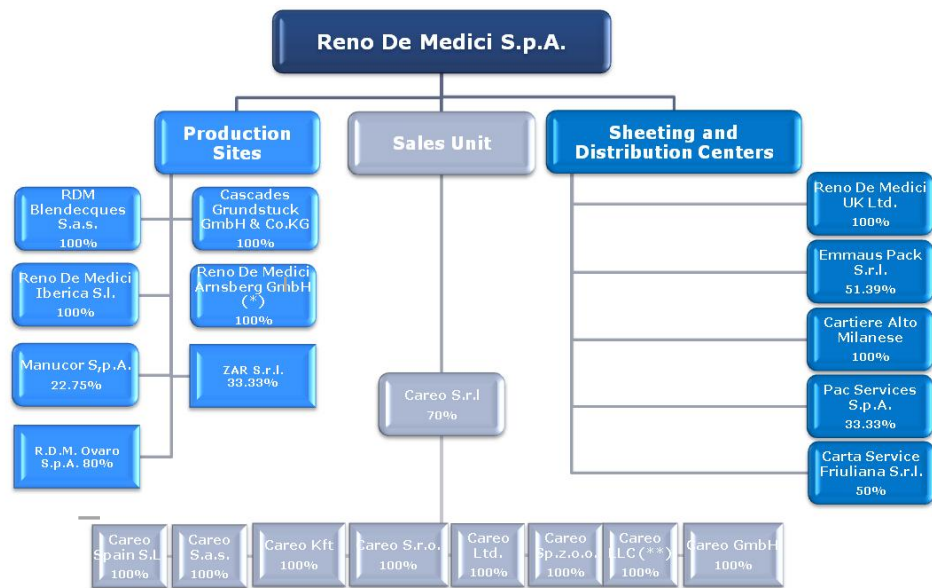 Reno De Medici S.p.A.
Production
Sites
Sales Unit
Sheeting and
Distribution Centers
RDM
Blendecques
S.a.s.
100%
Cascades
Grundstuck
GmbH & Co.KG
100%
Reno De Medici
Iberica S.l.
100%
Reno De Medici
Arnsberg GmbH
(*)
100%
Manucor S,p.A.
22.75%
ZAR S.r.l.
33.33%
R.D.M. Ovaro
S.p.A. 80%
Careo S.r.l
70%
Reno De Medici
UK Ltd.
100%
Emmaus Pack
S.r.l.
51.39%
Cartiere Alto
Milanese
100%
Pac Services
S.p.A.
33.33%
Carta Service
Friuliana S.r.l.
50%
Careo
Spain S.L
100%
Careo
S.a.s.
100%
Careo Kft
100%
Careo S.r.o.
100%
Careo
Ltd.
100%
Careo
Sp.z.o.o.
100%
Careo
LLC(**)
100%
Careo GmbH
100%